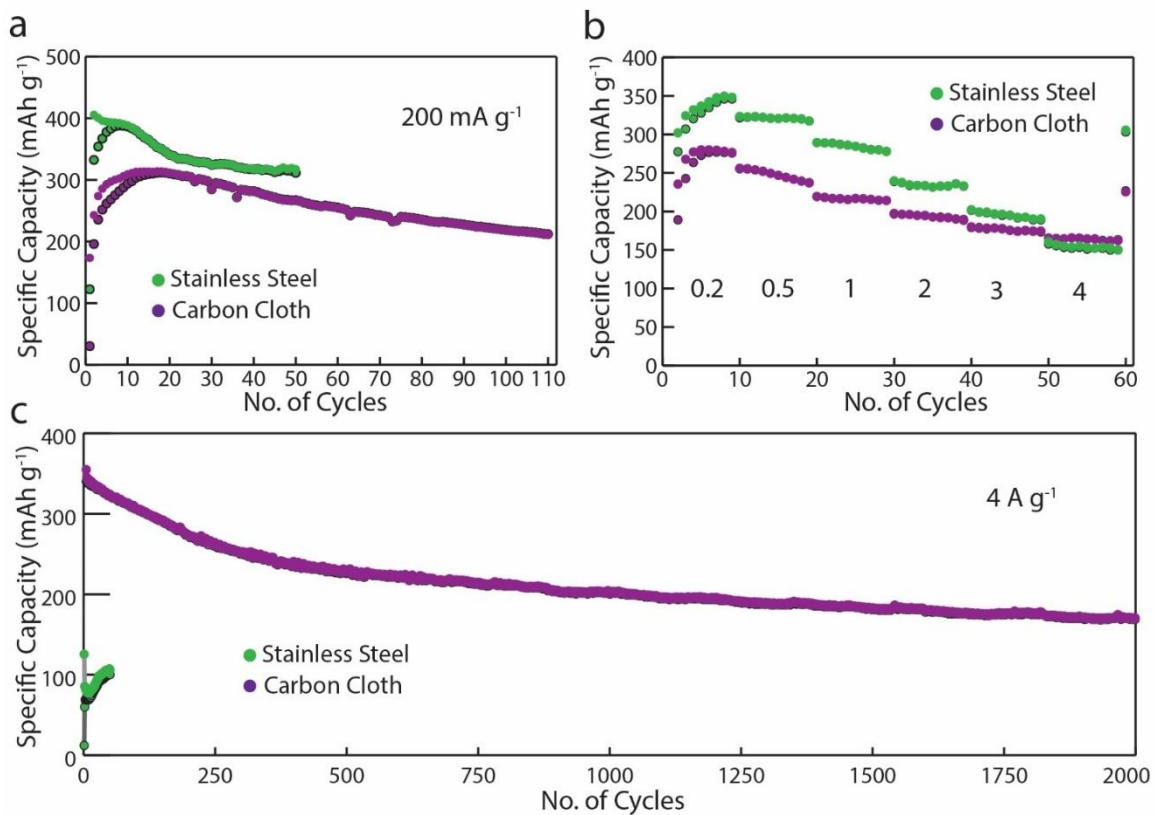 a
Specific Capacity (mAh g⁻¹)
500
400
300
200
100
0
200 mA g⁻¹
Stainless Steel
Carbon Cloth
0 10 20 30 40 50 60 70 80 90 100 110
No. of Cycles
b
Specific Capacity (mAh g⁻¹)
400
350
300
250
200
150
100
50
0
Stainless Steel
Carbon Cloth
0.2 0.5 1 2 3 4
0 10 20 30 40 50 60
No. of Cycles
c
Specific Capacity (mAh g⁻¹)
400
300
200
100
0
4 A g⁻¹
Stainless Steel
Carbon Cloth
0 250 500 750 1000 1250 1500 1750 2000
No. of Cycles